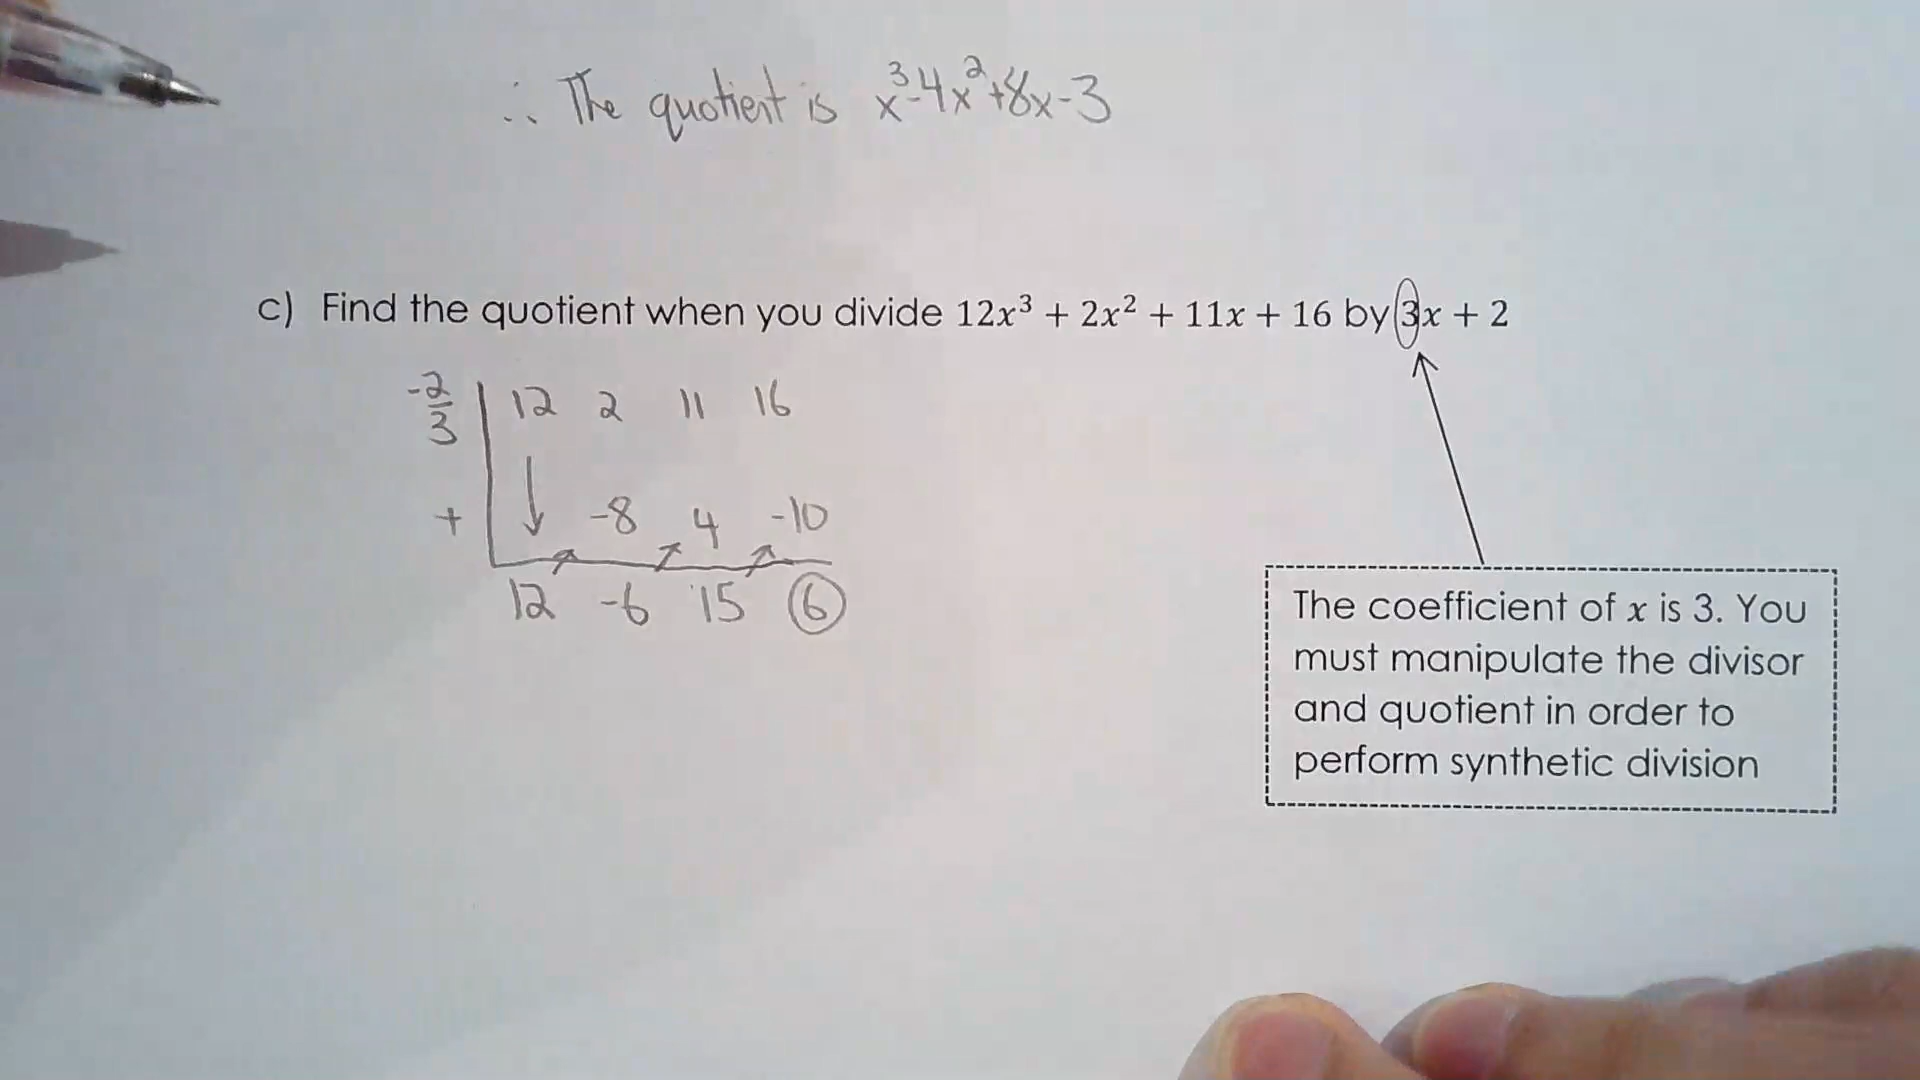 ∴ The quotient is x³-4x²+8x-3
c) Find the quotient when you divide 12x³ + 2x² + 11x + 16 by 3x + 2
-2/3 | 12 2 11 16
+ ↓ -8 4 -10
12 -6 15 6
The coefficient of x is 3. You
must manipulate the divisor
and quotient in order to
perform synthetic division